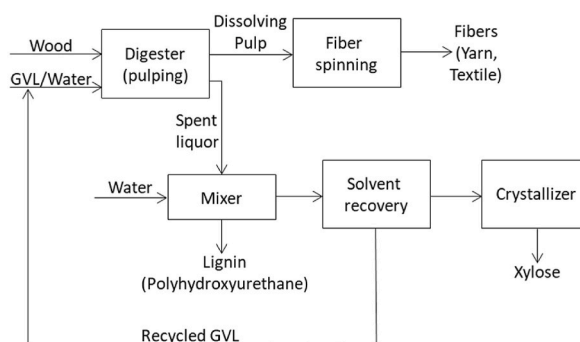 Wood
GVL/Water
Digester
(pulping)
Dissolving
Pulp
Fiber
spinning
Fibers
(Yarn,
Textile)
Spent
liquor
Water
Mixer
Solvent
recovery
Crystallizer
Lignin
(Polyhydroxyurethane)
Xylose
Recycled GVL